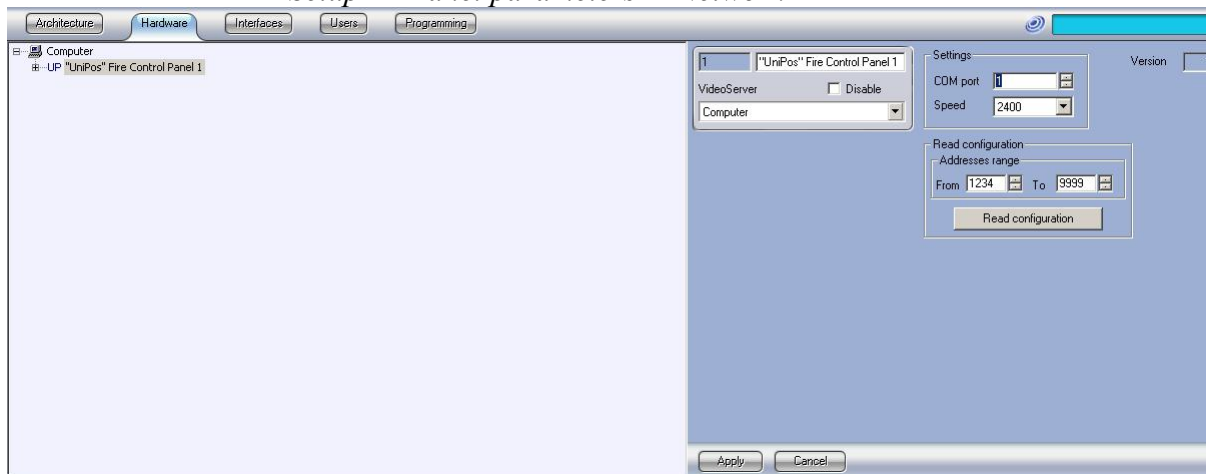 Architecture Hardware Interfaces Users Programming
Computer
UP "UniPos" Fire Control Panel 1
1 "UniPos" Fire Control Panel 1
VideoServer Disable
Computer
Settings
COM port 1
Speed 2400
Version
Read configuration
Addresses range
From 1234 To 9999
Read configuration
Apply Cancel